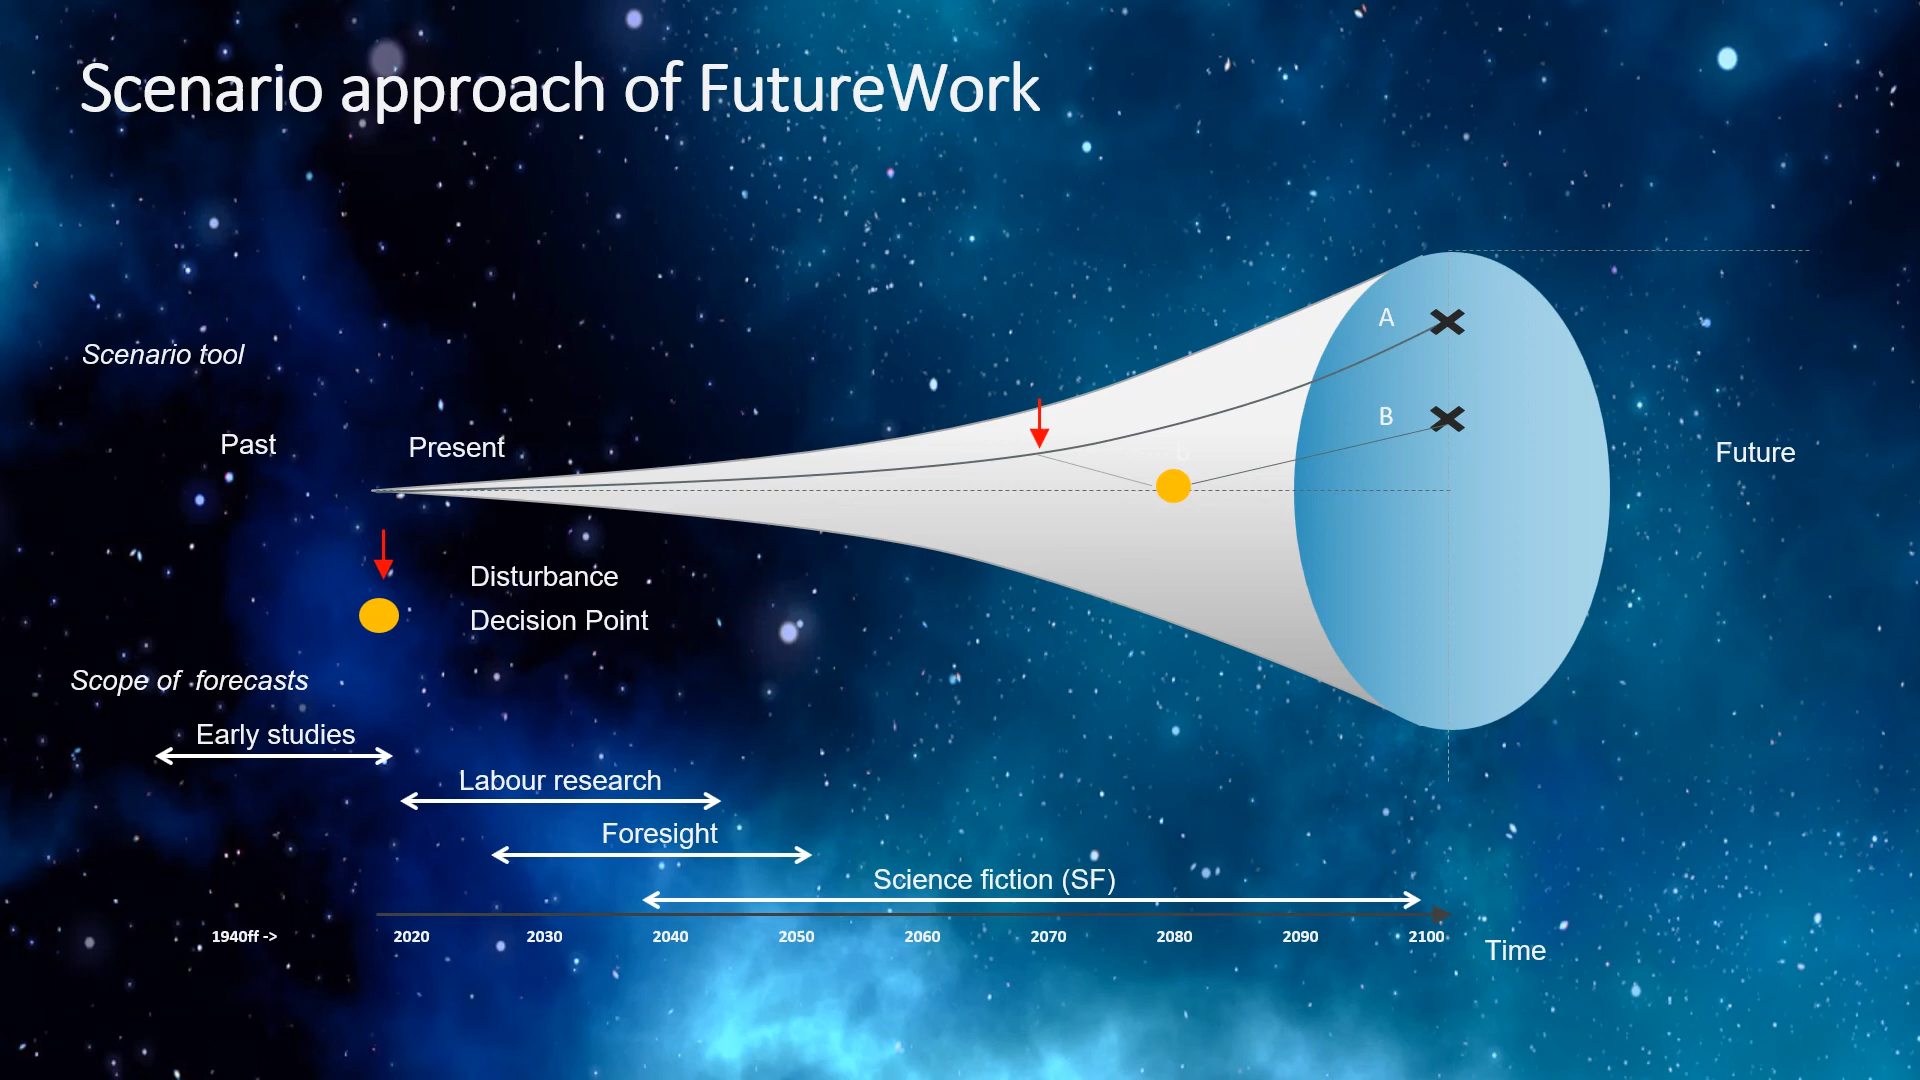 Scenario approach of FutureWork
A
Scenario tool
B
Past
Present
Future
Disturbance
Decision Point
Scope of  forecasts
Early studies
Labour research
Foresight
Science fiction (SF)
1940ff -> 2020 2030 2040 2050 2060 2070 2080 2090 2100
Time